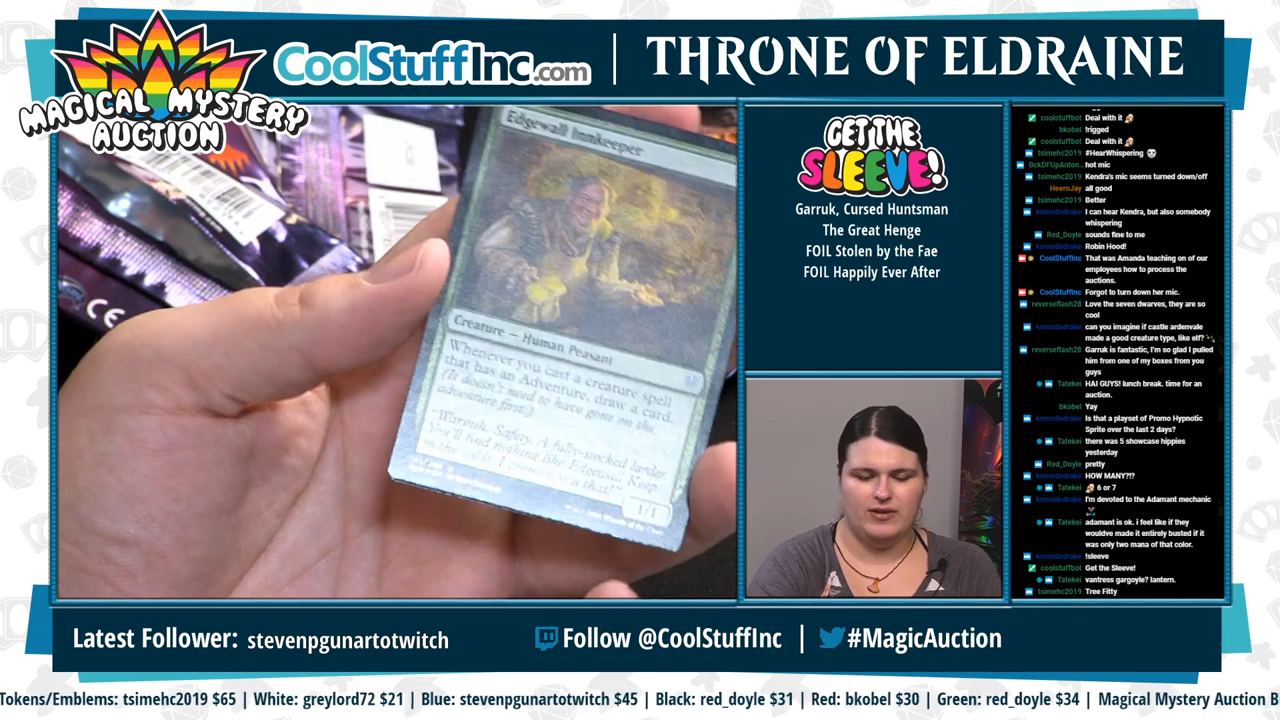 MAGICAL MYSTERY
AUCTION
CoolStuffInc.com
THRONE OF ELDRAINE
Edgewall Innkeeper
Creature — Human Peasant
Whenever you cast a creature spell
that has an Adventure, draw a card.
(It doesn't need to have gone on the
adventure first.)
1/1
GET THE
SLEEVE!
Garruk, Cursed Huntsman
The Great Henge
FOIL Stolen by the Fae
FOIL Happily Ever After
coolstuffbot Deal with it
bkobel !rigged
coolstuffbot Deal with it
tsimehc2019 #HearWhispering
BckDFUpAnton... hot mic
tsimehc2019 Kendra's mic seems turned down/off
HeeroJay all good
tsimehc2019 Better
komododrake I can hear Kendra, but also somebody
whispering
Red_Doyle sounds fine to me
komododrake Robin Hood!
CoolStuffInc That was Amanda teaching on of our
employees how to process the
auctions.
CoolStuffInc Forgot to turn down her mic.
reverseflash28 Love the seven dwarves, they are so
cool
komododrake can you imagine if castle ardenvale
made a good creature type, like elf?
reverseflash28 Garruk is fantastic, I'm so glad I pulled
him from one of my boxes from you
guys
Tatekei HAI GUYS! lunch break. time for an
auction.
bkobel Yay
komododrake Is that a playset of Promo Hypnotic
Sprite over the last 2 days?
Tatekei there was 5 showcase hippies
yesterday
Red_Doyle pretty
komododrake HOW MANY?!?
Tatekei 6 or 7
komododrake I'm devoted to the Adamant mechanic
Tatekei adamant is ok. i feel like if they
wouldve made it entirely busted if it
was only two mana of that color.
komododrake !sleeve
coolstuffbot Get the Sleeve!
Tatekei vantress gargoyle? lantern.
tsimehc2019 Tree Fitty
Latest Follower: stevenpgunartotwitch
Follow @CoolStuffInc | #MagicAuction
Tokens/Emblems: tsimehc2019 $65 | White: greylord72 $21 | Blue: stevenpgunartotwitch $45 | Black: red_doyle $31 | Red: bkobel $30 | Green: red_doyle $34 | Magical Mystery Auction B